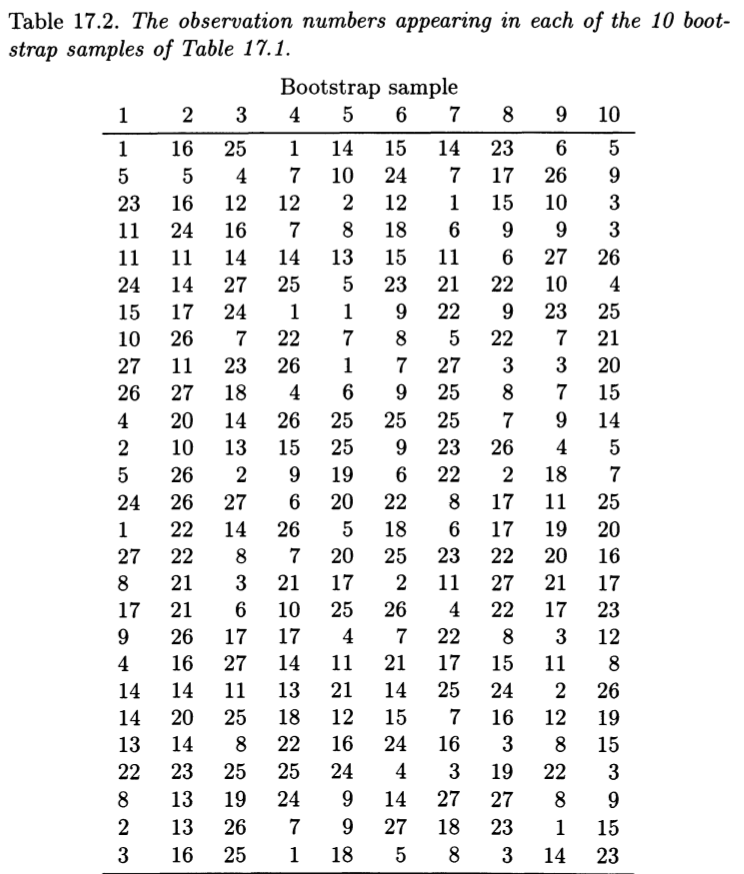 Table 17.2. The observation numbers appearing in each of the 10 boot-
strap samples of Table 17.1.
Bootstrap sample
1 2 3 4 5 6 7 8 9 10
1 16 25 1 14 15 14 23 6 5
5 5 4 7 10 24 7 17 26 9
23 16 12 12 2 12 1 15 10 3
11 24 16 7 8 18 6 9 9 3
11 11 14 14 13 15 11 6 27 26
24 14 27 25 5 23 21 22 10 4
15 17 24 1 1 9 22 9 23 25
10 26 7 22 7 8 5 22 7 21
27 11 23 26 1 7 27 3 3 20
26 27 18 4 6 9 25 8 7 15
4 20 14 26 25 25 25 7 9 14
2 10 13 15 25 9 23 26 4 5
5 26 2 9 19 6 22 2 18 7
24 26 27 6 20 22 8 17 11 25
1 22 14 26 5 18 6 17 19 20
27 22 8 7 20 25 23 22 20 16
8 21 3 21 17 2 11 27 21 17
17 21 6 10 25 26 4 22 17 23
9 26 17 17 4 7 22 8 3 12
4 16 27 14 11 21 17 15 11 8
14 14 11 13 21 14 25 24 2 26
14 20 25 18 12 15 7 16 12 19
13 14 8 22 16 24 16 3 8 15
22 23 25 25 24 4 3 19 22 3
8 13 19 24 9 14 27 27 8 9
2 13 26 7 9 27 18 23 1 15
3 16 25 1 18 5 8 3 14 23